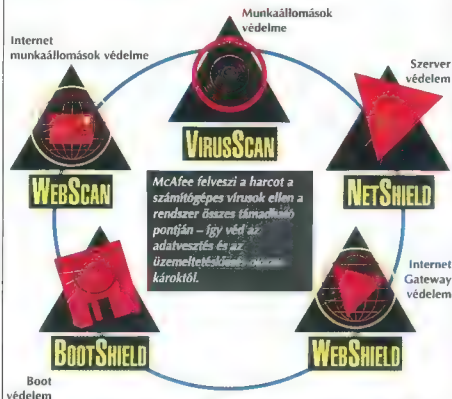 Munkaállomások
védelme
Internet
munkaállomások védelme
Szerver
védelem
VIRUSSCAN
WEBSCAN
NETSHIELD
McAfee felveszi a harcot a
számítógépes vírusok ellen a
rendszer összes támadható
pontján – így véd az
adatvesztés és az
károktól.
Internet
Gateway
védelem
BOOTSHIELD
WEBSHIELD
Boot
védelem